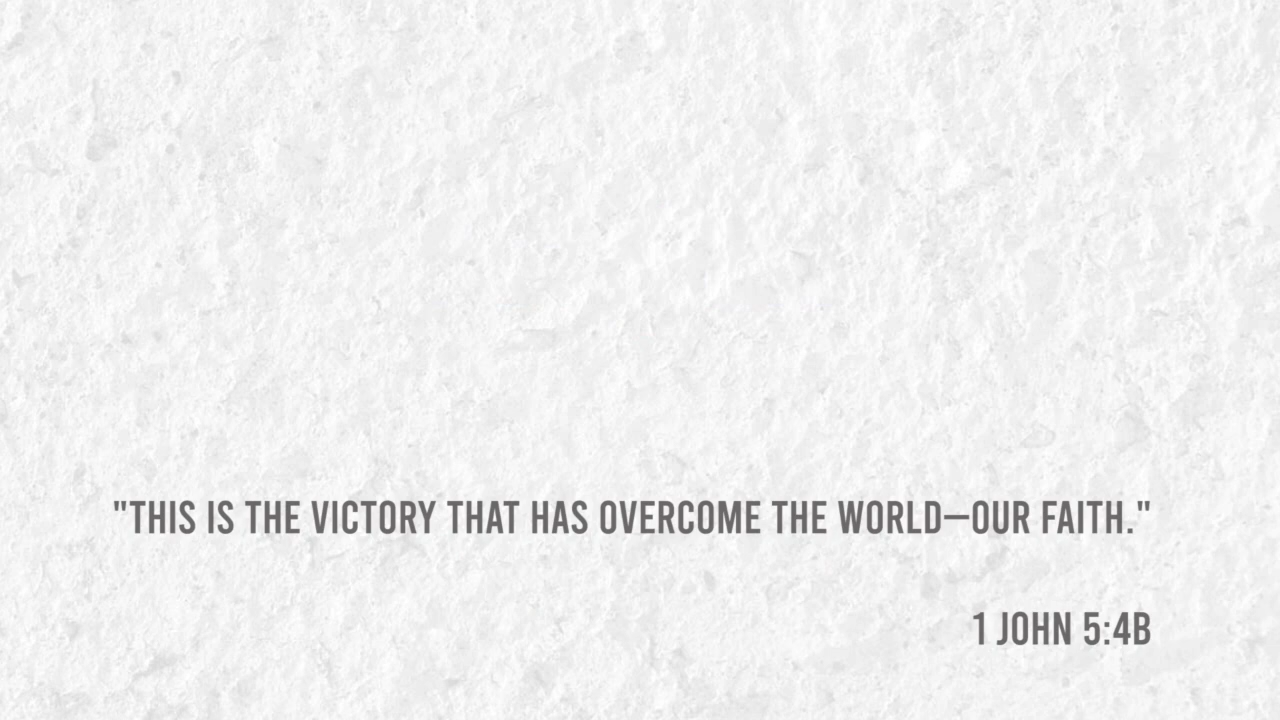 "THIS IS THE VICTORY THAT HAS OVERCOME THE WORLD—OUR FAITH."
1 JOHN 5:4B